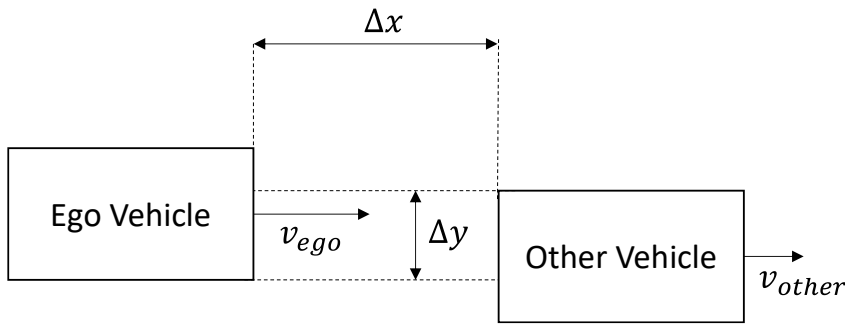 Δx
Ego Vehicle
v_ego
Δy
Other Vehicle
v_other